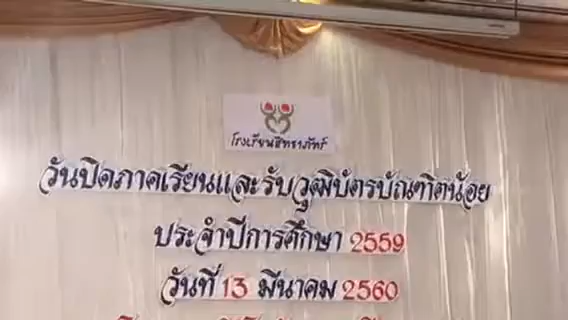 โรงเรียนฮิทธาภัทร์
วันปิดภาคเรียนและรับวุฒิบัตรบัณฑิตน้อย
ประจำปีการศึกษา 2559
วันที่ 13 มีนาคม 2560